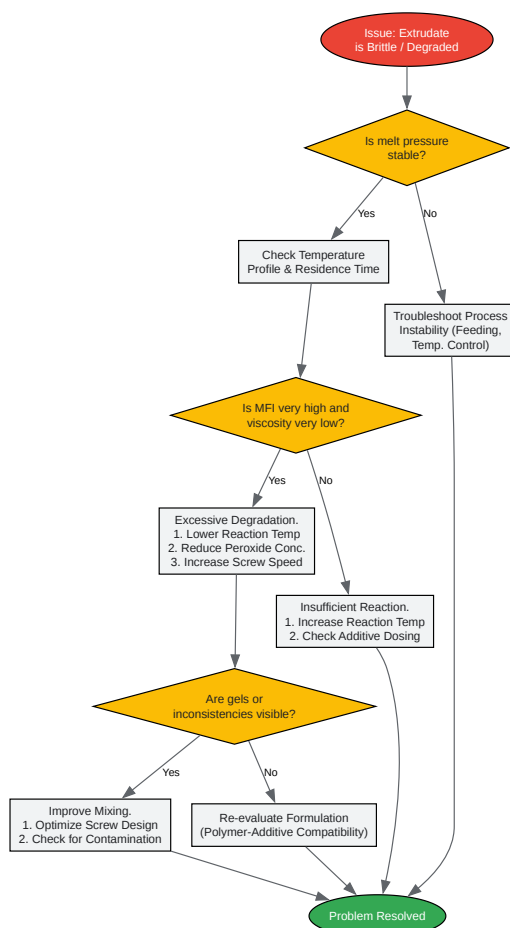 Issue: Extrudate
is Brittle / Degraded
Is melt pressure
stable?
Yes
No
Check Temperature
Profile & Residence Time
Troubleshoot Process
Instability (Feeding,
Temp. Control)
Is MFI very high and
viscosity very low?
Yes
No
Excessive Degradation.
1. Lower Reaction Temp
2. Reduce Peroxide Conc.
3. Increase Screw Speed
Insufficient Reaction.
1. Increase Reaction Temp
2. Check Additive Dosing
Are gels or
inconsistencies visible?
Yes
No
Improve Mixing.
1. Optimize Screw Design
2. Check for Contamination
Re-evaluate Formulation
(Polymer-Additive Compatibility)
Problem Resolved